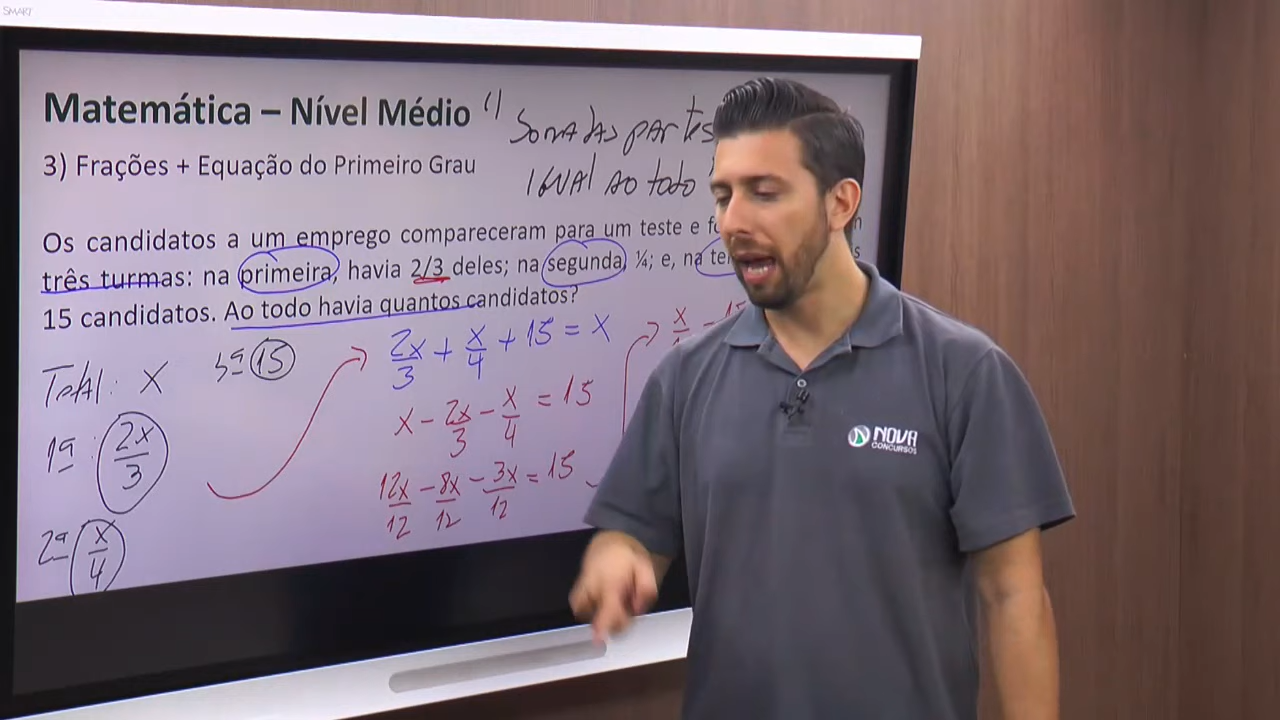 SMART
Matemática – Nível Médio
1) Soma das partes
igual ao todo
3) Frações + Equação do Primeiro Grau
Os candidatos a um emprego compareceram para um teste e
três turmas: na primeira, havia 2/3 deles; na segunda, ¼; e, na
15 candidatos. Ao todo havia quantos candidatos?
Total: x
3ª 15
1ª: 2x/3
2ª x/4
2x/3 + x/4 + 15 = x
x - 2x/3 - x/4 = 15
12x/12 - 8x/12 - 3x/12 = 15
NOVA
CONCURSOS